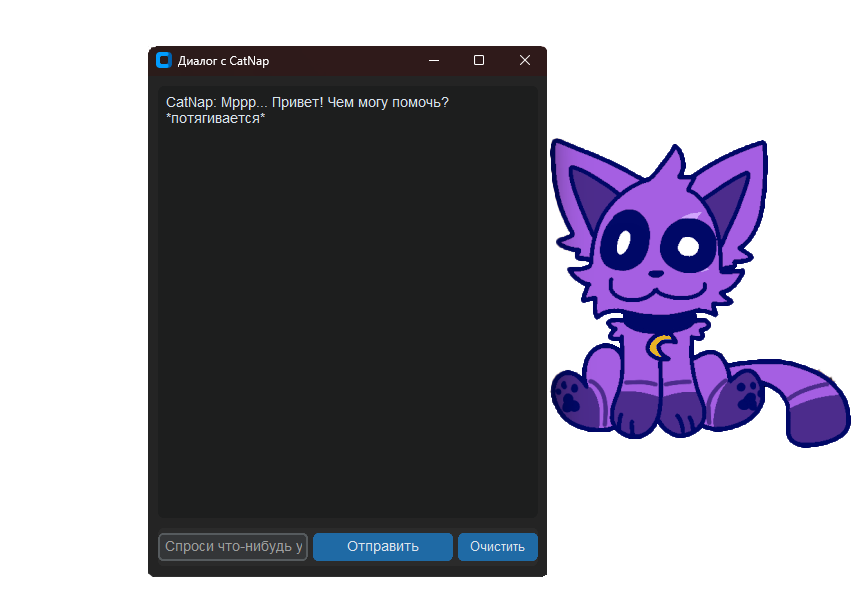 Диалог с CatNap
CatNap: Мррр... Привет! Чем могу помочь?
*потягивается*
Спроси что-нибудь у
Отправить
Очистить